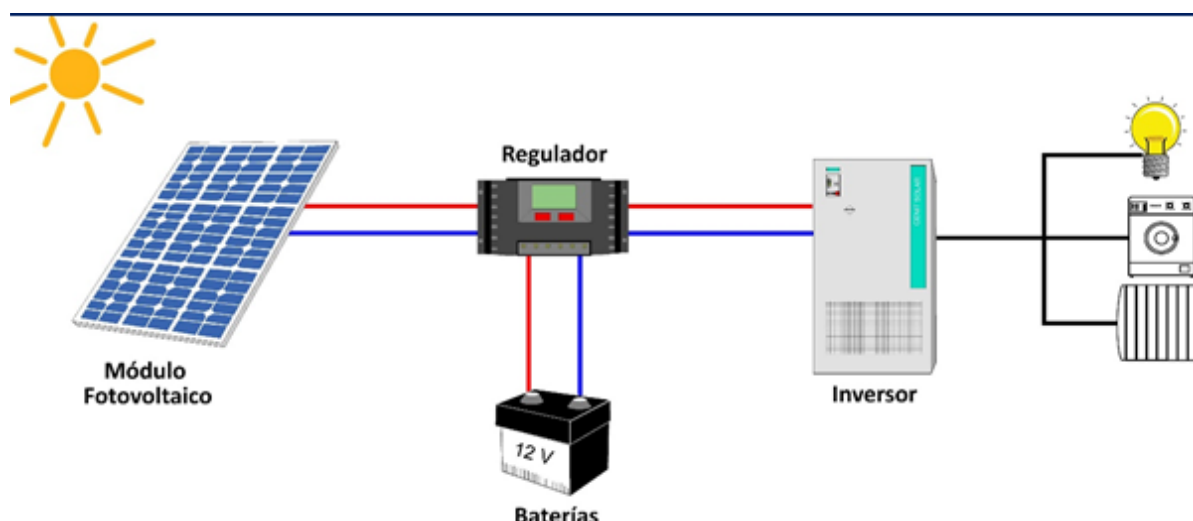 Regulador
Módulo
Fotovoltaico
Inversor
12 V
Baterías